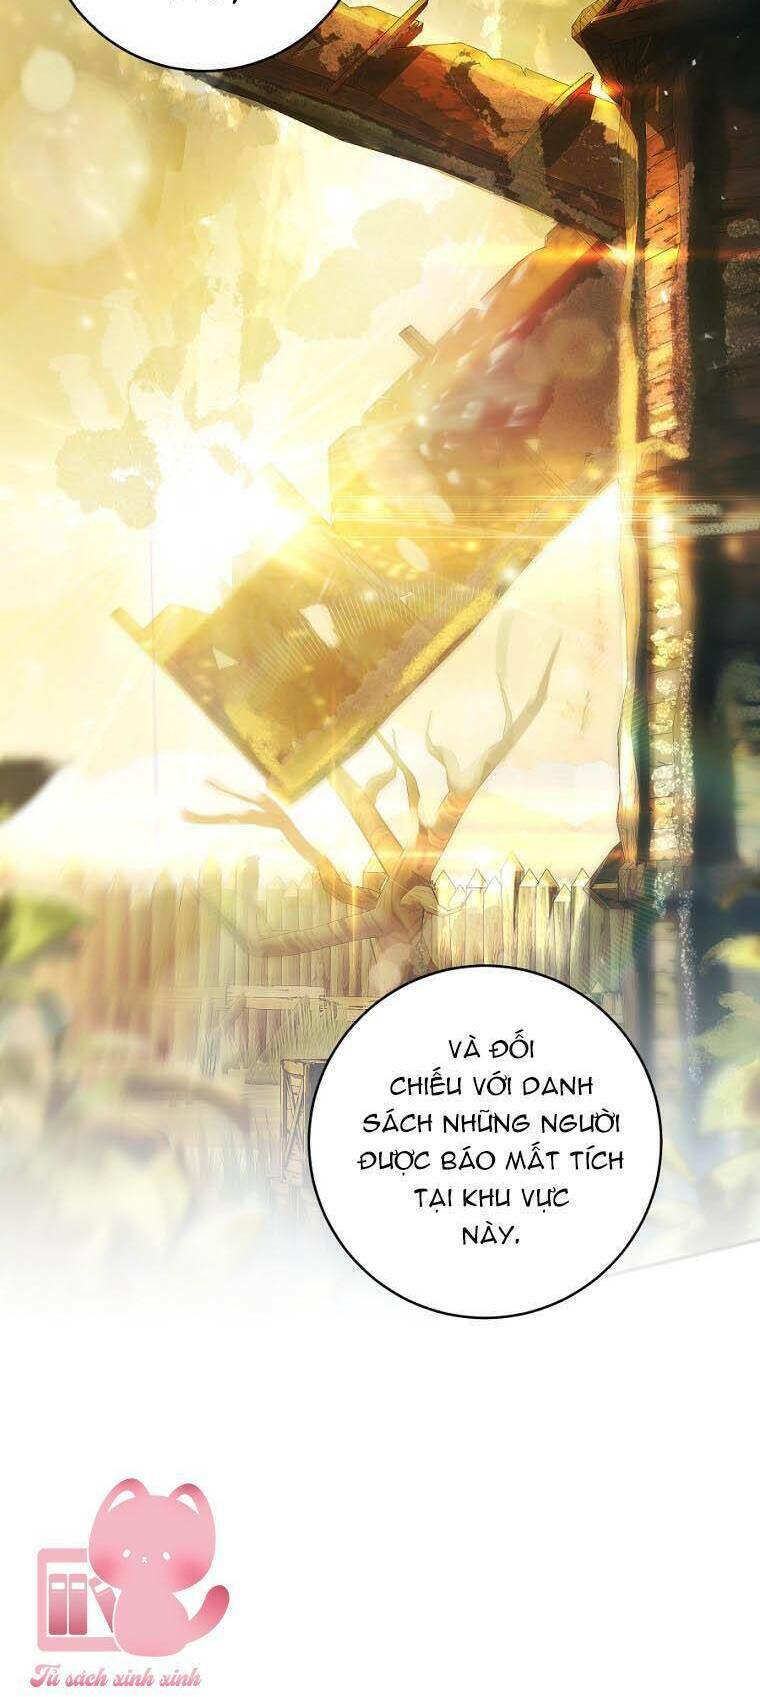 VÀ ĐỐI
CHIẾU VỚI DANH
SÁCH NHỮNG NGƯỜI
ĐƯỢC BÁO MẤT TÍCH
TẠI KHU VỰC
NÀY.
Tủ sách xinh xinh